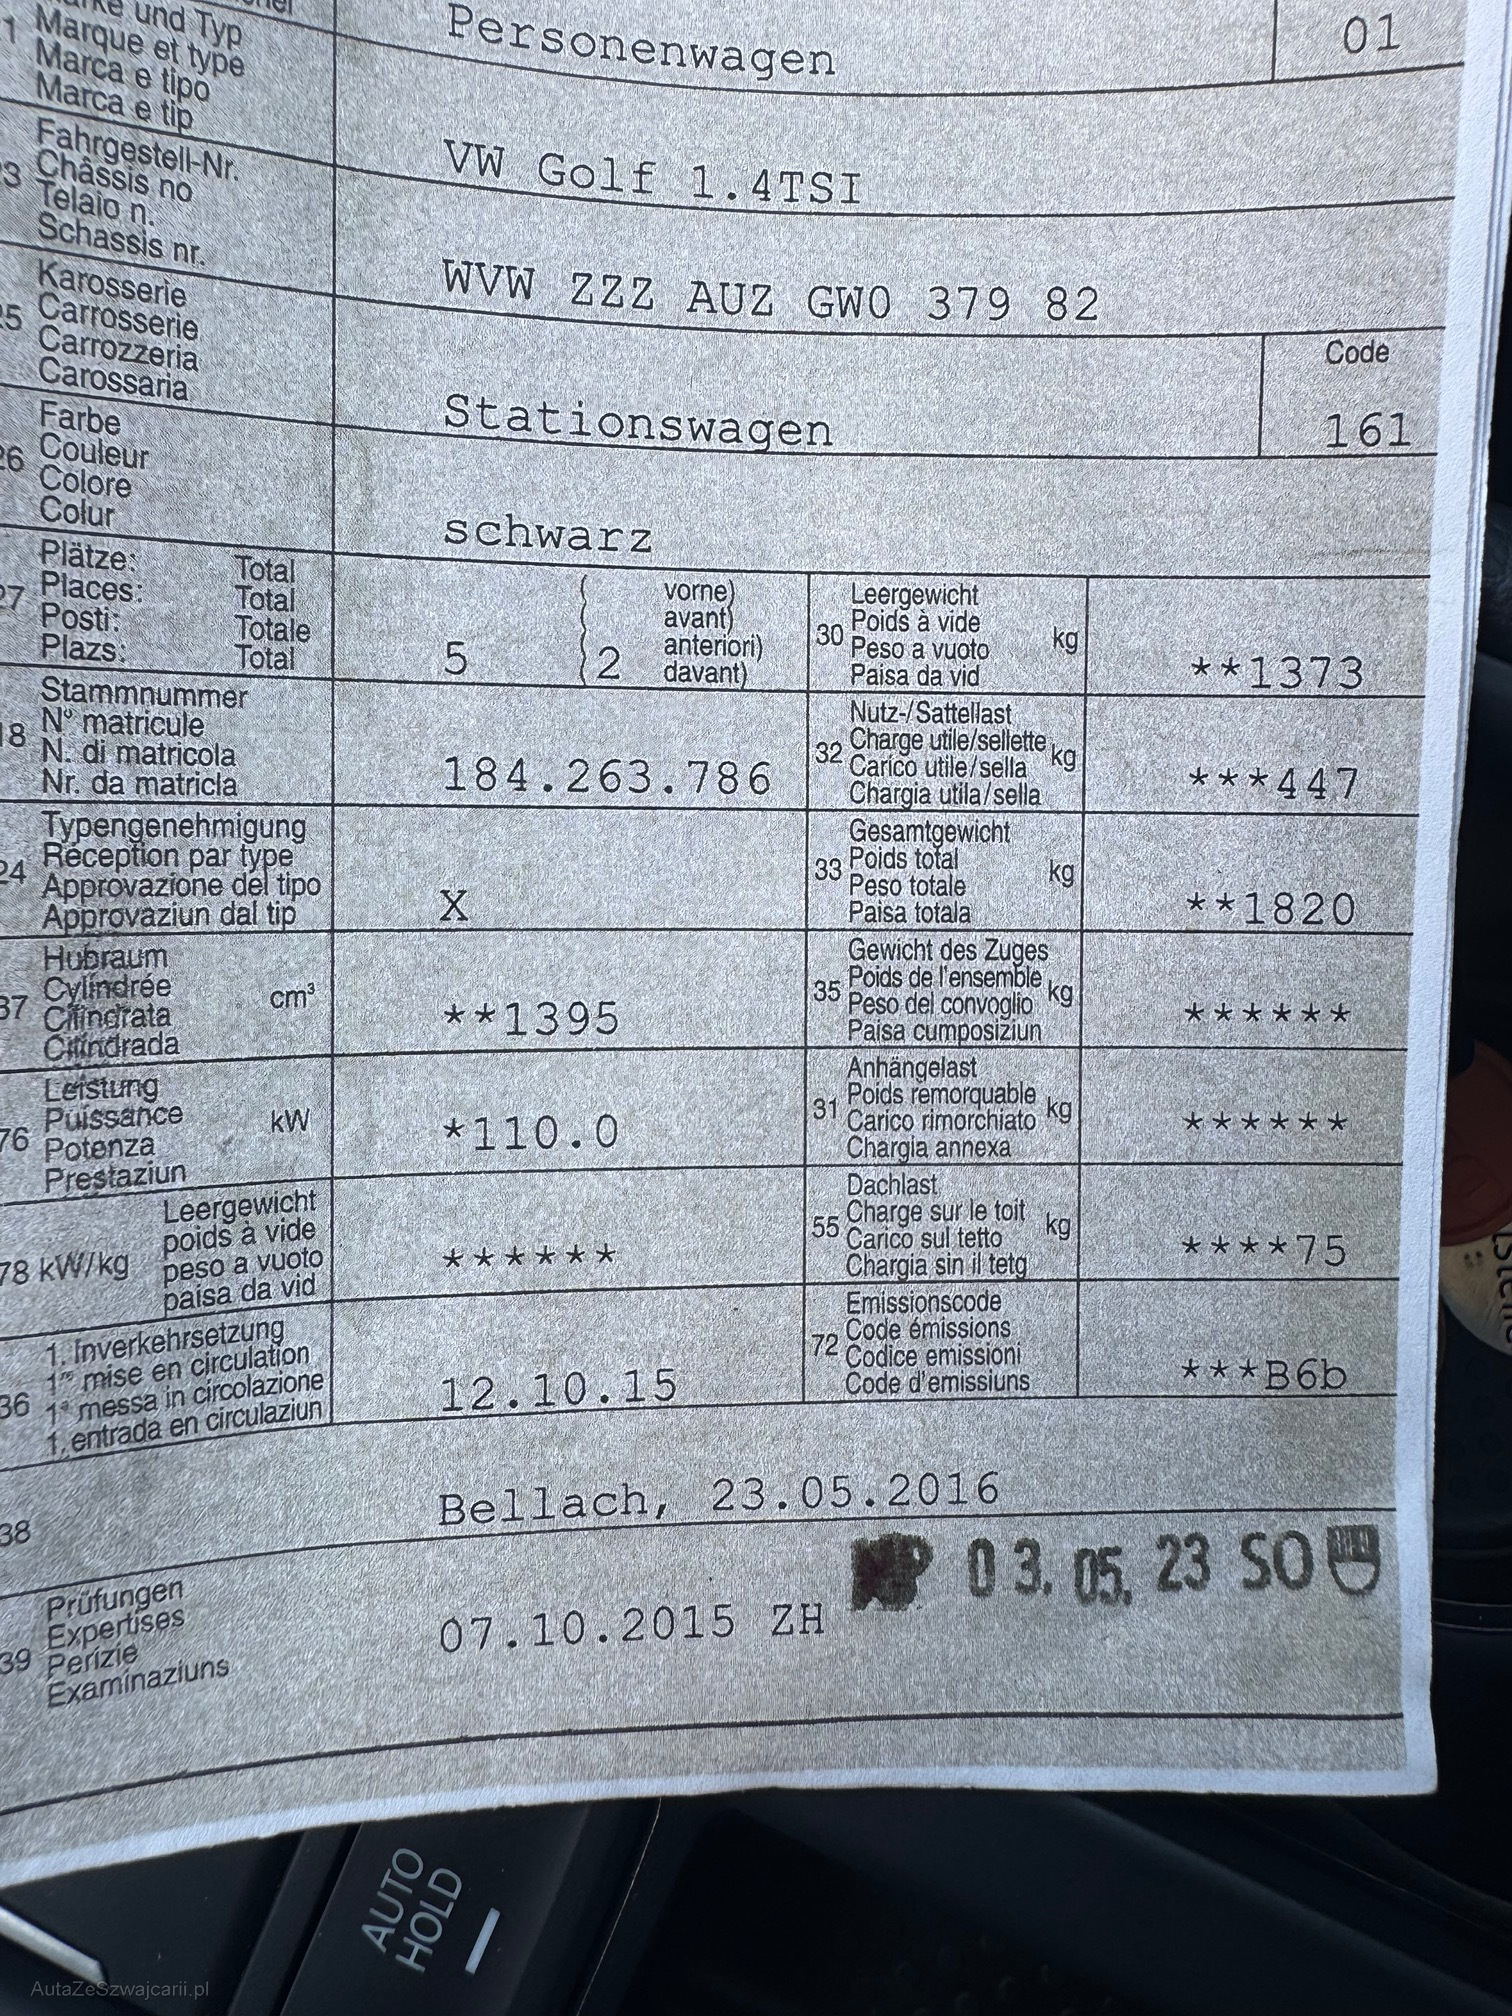 und Typ
Marque et type
Marca e tipo
Marca e tip
Personenwagen
01
VW Golf 1.4TSI
Fahrgestell-Nr.
Châssis no
Telaio n.
Schassis nr.
WVW ZZZ AUZ GW0 379 82
Karosserie
Carrosserie
Carrozzeria
Carossaria
Stationswagen
Code
161
Farbe
Couleur
Colore
Colur
schwarz
Plätze: Total
Places: Total
Posti: Totale
Plazs: Total
5
2
vorne)
avant)
anteriori)
davant)
30
Leergewicht
Poids à vide
Peso a vuoto
Paisa da vid
kg
**1373
Stammnummer
N° matricule
N. di matricola
Nr. da matricla
184.263.786
32
Nutz-/Sattellast
Charge utile/sellette
Carico utile/sella
Chargia utila/sella
kg
***447
Typengenehmigung
Réception par type
Approvazione del tipo
Approvaziun dal tip
X
33
Gesamtgewicht
Poids total
Peso totale
Paisa totala
kg
**1820
Hubraum
Cylindrée
Cilindrata
Cilindrada
cm³
**1395
35
Gewicht des Zuges
Poids de l'ensemble
Peso del convoglio
Paisa cumposiziun
kg
******
76
Leistung
Puissance
Potenza
Prestaziun
kW
*110.0
31
Anhängelast
Poids remorquable
Carico rimorchiato
Chargia annexa
kg
******
78 kW/kg
Leergewicht
poids à vide
peso a vuoto
paisa da vid
******
55
Dachlast
Charge sur le toit
Carico sul tetto
Chargia sin il tetg
kg
****75
36
1. Inverkehrsetzung
1re mise en circulation
1a messa in circolazione
1. entrada en circulaziun
12.10.15
72
Emissionscode
Code émissions
Codice emissioni
Code d'emissiuns
***B6b
38
Bellach, 23.05.2016
39
Prüfungen
Expertises
Perizie
Examinaziuns
07.10.2015 ZH
03.05.23 SO
AUTO
HOLD
AutaZeSzwajcarii.pl